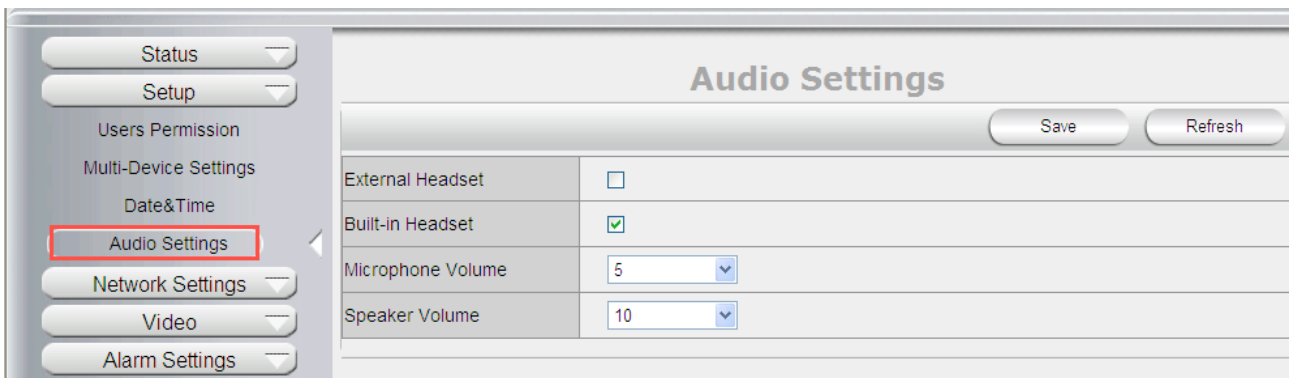 Status
Setup
Users Permission
Multi-Device Settings
Date&Time
Audio Settings
Network Settings
Video
Alarm Settings
Audio Settings
Save Refresh
External Headset
Built-in Headset
Microphone Volume 5
Speaker Volume 10